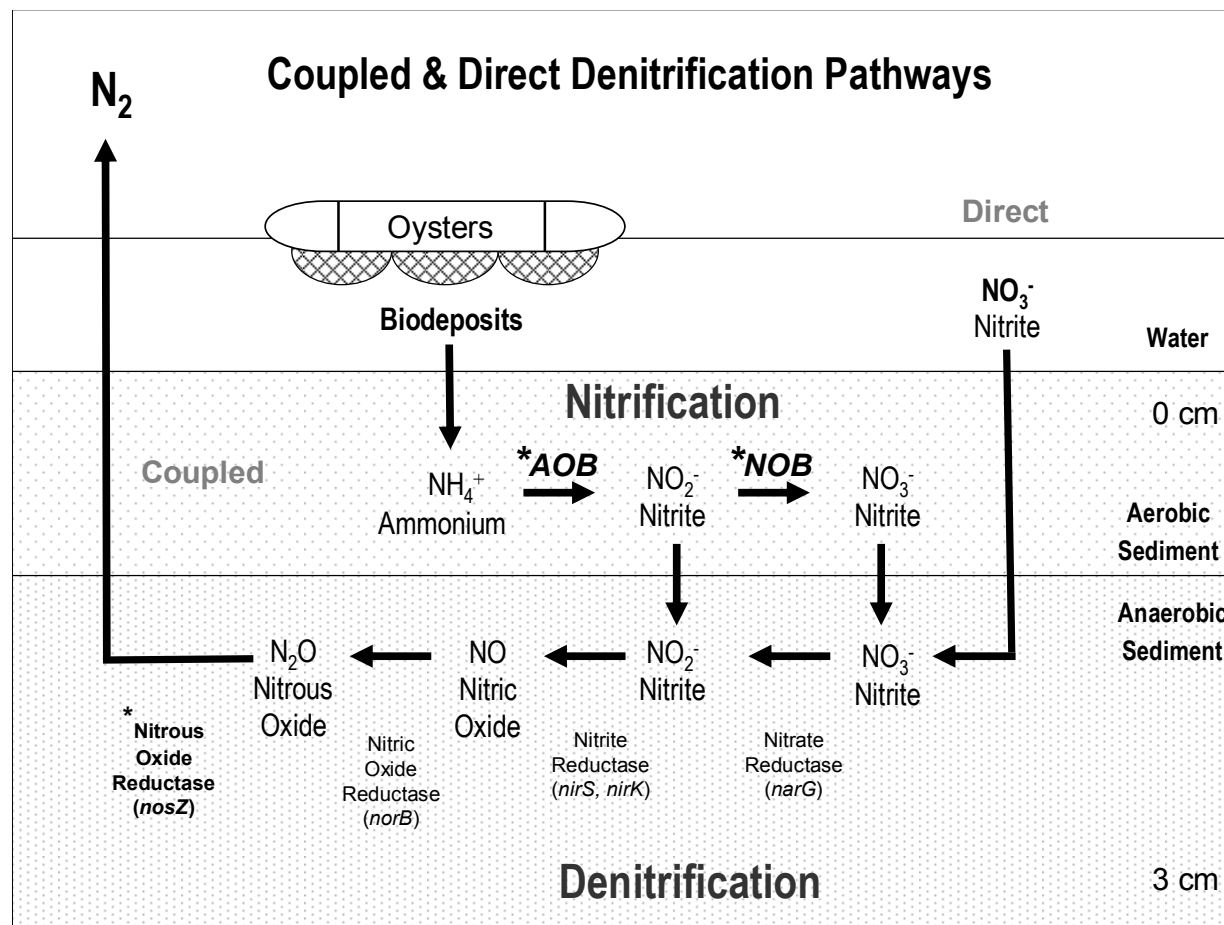 Coupled & Direct Denitrification Pathways
N₂
Oysters
Direct
Biodeposits
NO₃⁻
Nitrite
Water
Nitrification
0 cm
Coupled
*AOB
*NOB
NH₄⁺
Ammonium
NO₂⁻
Nitrite
NO₃⁻
Nitrite
Aerobic
Sediment
Anaerobic
Sediment
N₂O
Nitrous
Oxide
NO
Nitric
Oxide
NO₂⁻
Nitrite
NO₃⁻
Nitrite
*Nitrous
Oxide
Reductase
(nosZ)
Nitric
Oxide
Reductase
(norB)
Nitrite
Reductase
(nirS, nirK)
Nitrate
Reductase
(narG)
Denitrification
3 cm